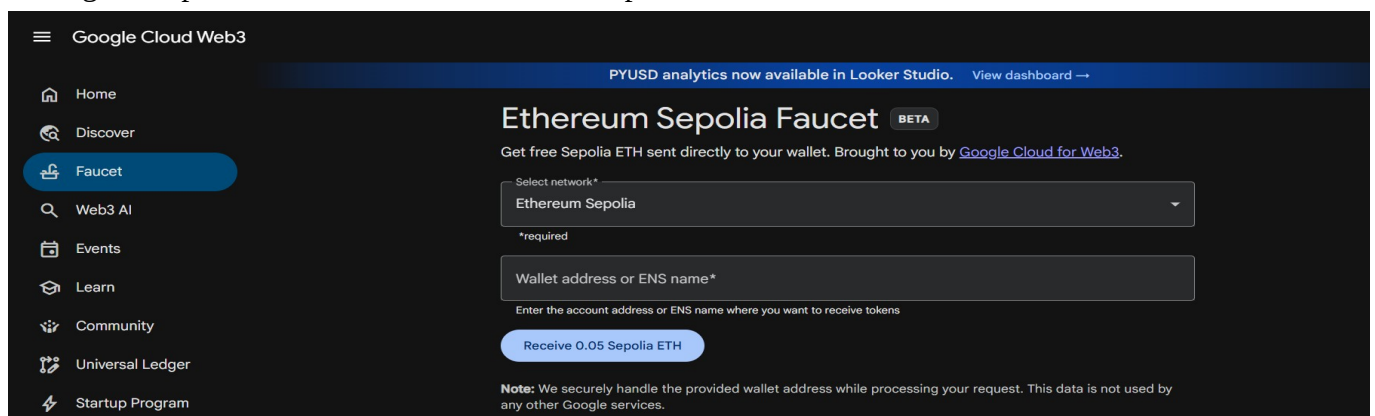 Google Cloud Web3
PYUSD analytics now available in Looker Studio. View dashboard →
Home
Discover
Faucet
Web3 AI
Events
Learn
Community
Universal Ledger
Startup Program
Ethereum Sepolia Faucet BETA
Get free Sepolia ETH sent directly to your wallet. Brought to you by Google Cloud for Web3.
Select network*
Ethereum Sepolia
*required
Wallet address or ENS name*
Enter the account address or ENS name where you want to receive tokens
Receive 0.05 Sepolia ETH
Note: We securely handle the provided wallet address while processing your request. This data is not used by
any other Google services.